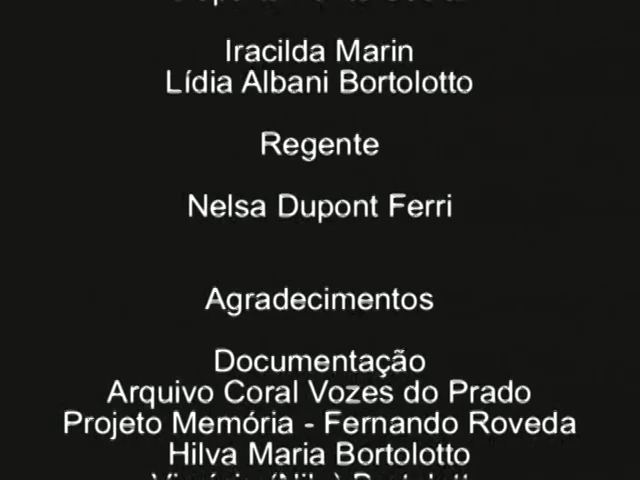 Iracilda Marin
Lídia Albani Bortolotto
Regente
Nelsa Dupont Ferri
Agradecimentos
Documentação
Arquivo Coral Vozes do Prado
Projeto Memória - Fernando Roveda
Hilva Maria Bortolotto